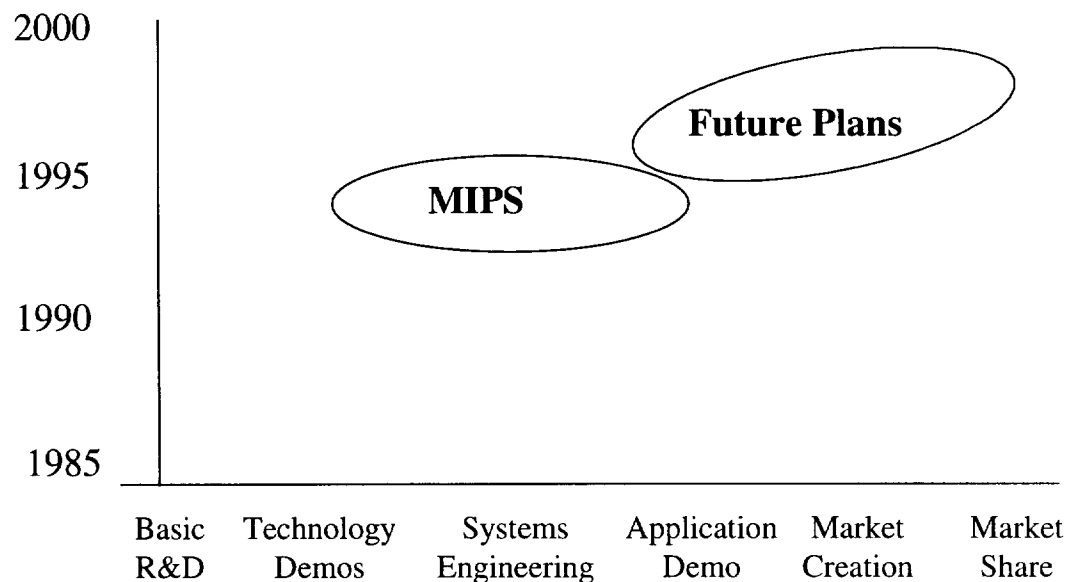 2000
Future Plans
1995
MIPS
1990
1985
Basic Technology Systems Application Market Market
R&D Demos Engineering Demo Creation Share